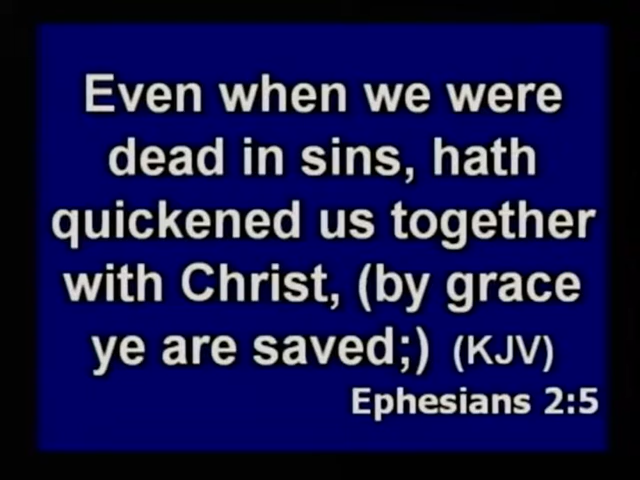 Even when we were
dead in sins, hath
quickened us together
with Christ, (by grace
ye are saved;) (KJV)
Ephesians 2:5